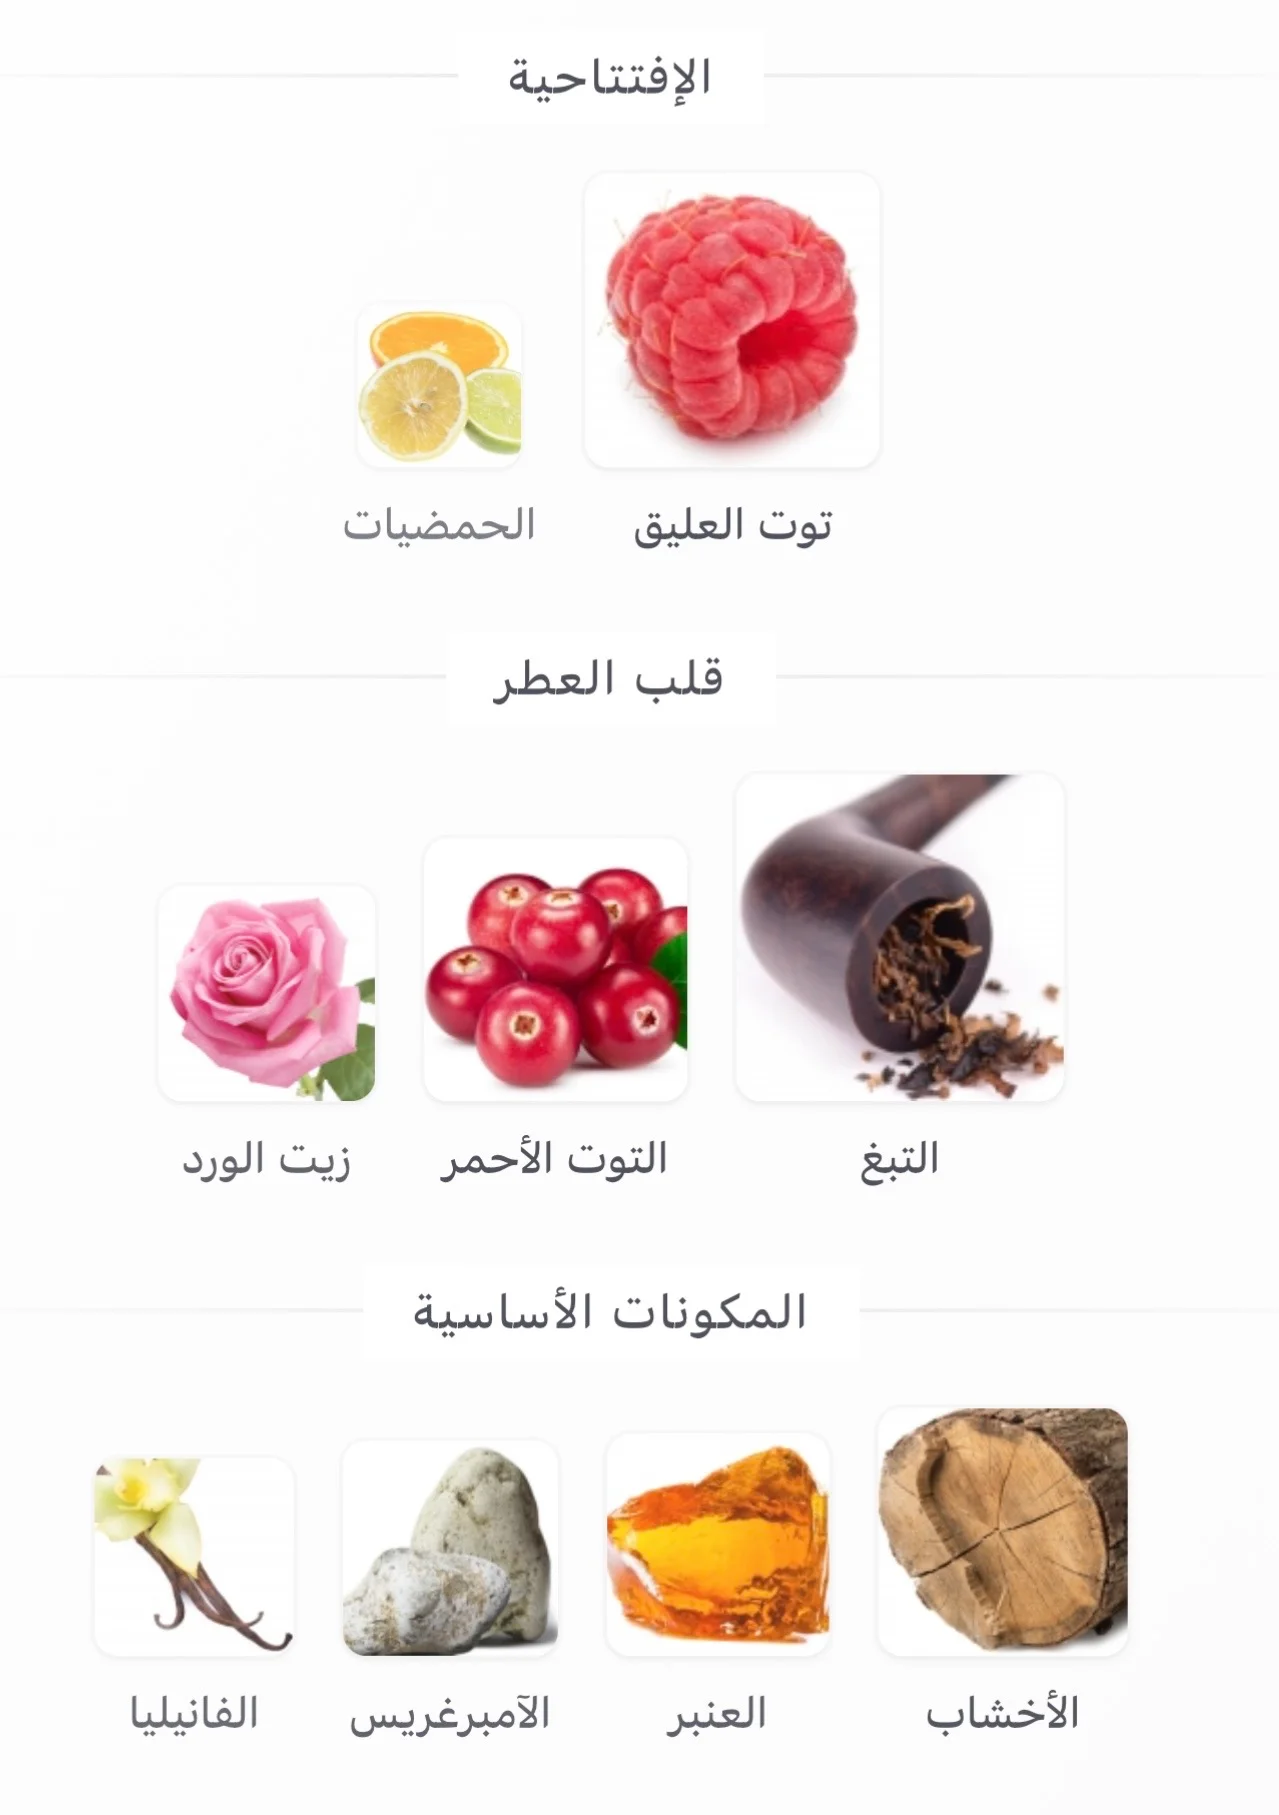 الإفتتاحية
توت العليق
الحمضيات
قلب العطر
التبغ
التوت الأحمر
زيت الورد
المكونات الأساسية
الأخشاب
العنبر
الآمبرغريس
الفانيليا